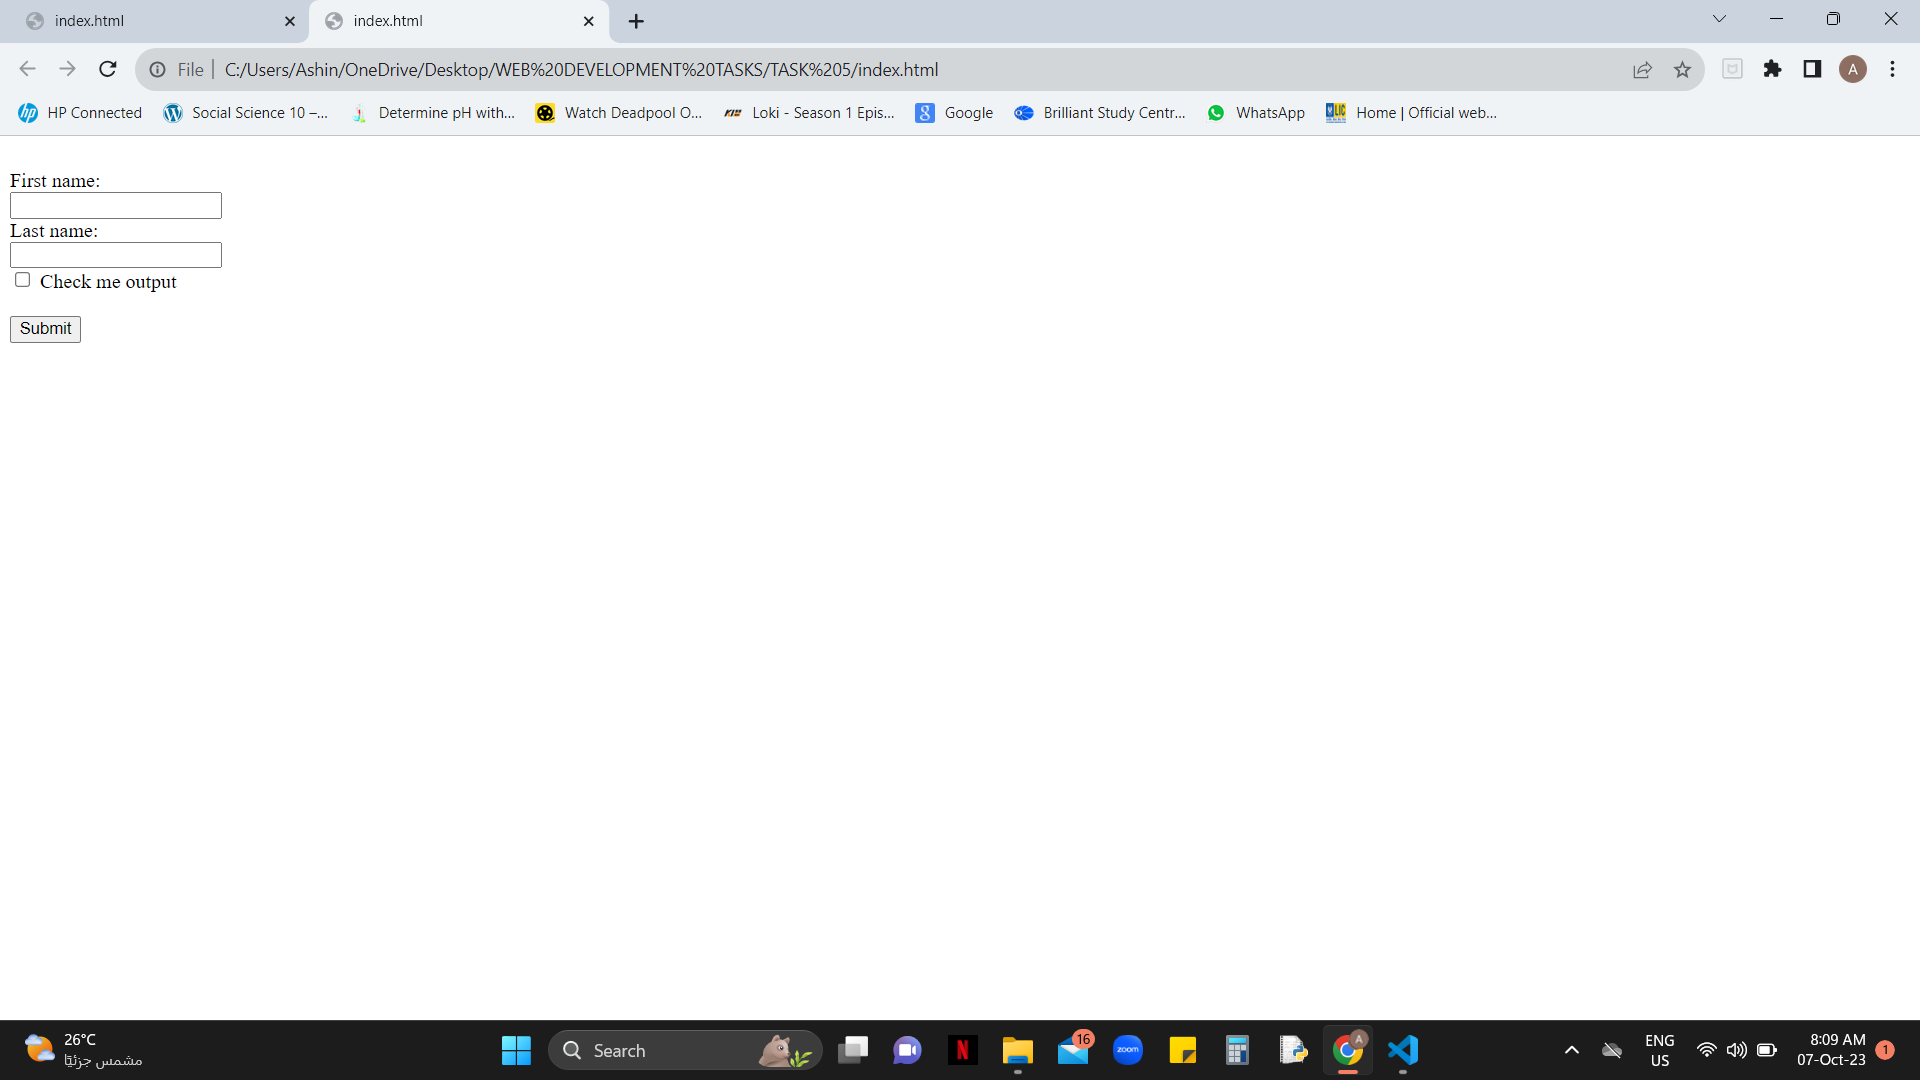 index.html
index.html
File
C:/Users/Ashin/OneDrive/Desktop/WEB%20DEVELOPMENT%20TASKS/TASK%205/index.html
A
HP Connected
Social Science 10 –...
Determine pH with...
Watch Deadpool O...
Loki - Season 1 Epis...
Google
Brilliant Study Centr...
WhatsApp
Home | Official web...
First name:
Last name:
Check me output
Submit
26°C
مشمس جزئيًا
Search
16
zoom
A
ENG
US
8:09 AM
07-Oct-23
1